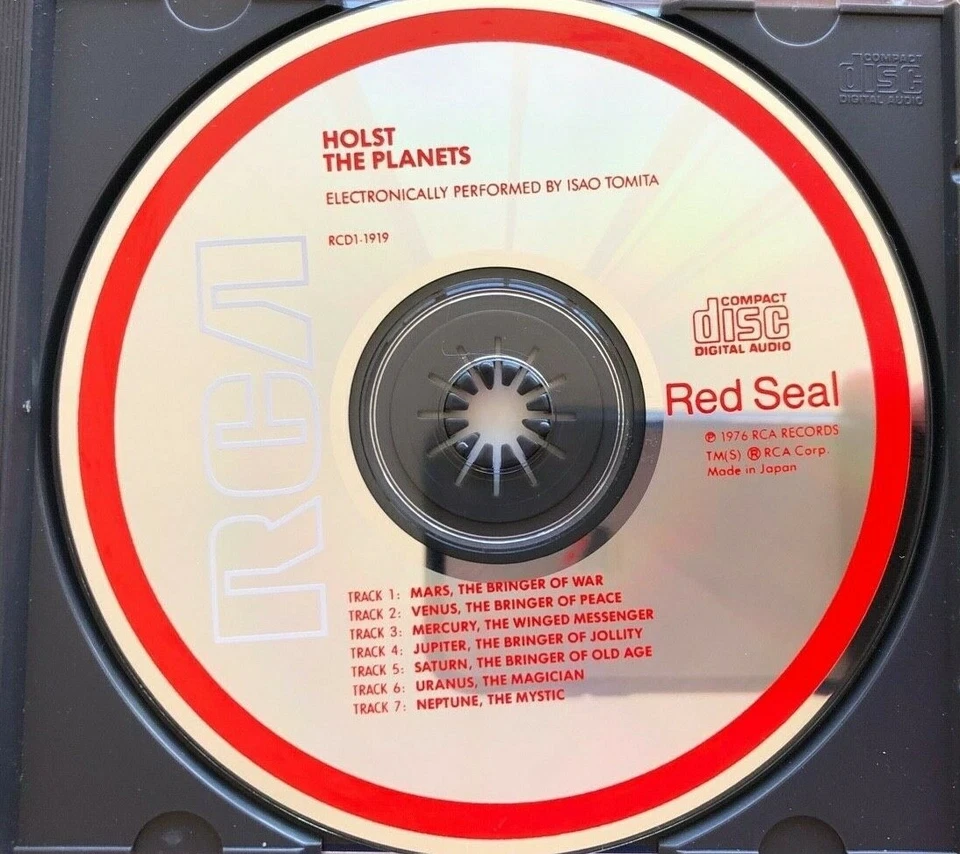 COMPACT
disc
DIGITAL AUDIO
HOLST
THE PLANETS
ELECTRONICALLY PERFORMED BY ISAO TOMITA
RCD1-1919
RCA
COMPACT
disc
DIGITAL AUDIO
Red Seal
℗ 1976 RCA RECORDS
TM(S) ® RCA Corp.
Made in Japan
TRACK 1: MARS, THE BRINGER OF WAR
TRACK 2: VENUS, THE BRINGER OF PEACE
TRACK 3: MERCURY, THE WINGED MESSENGER
TRACK 4: JUPITER, THE BRINGER OF JOLLITY
TRACK 5: SATURN, THE BRINGER OF OLD AGE
TRACK 6: URANUS, THE MAGICIAN
TRACK 7: NEPTUNE, THE MYSTIC